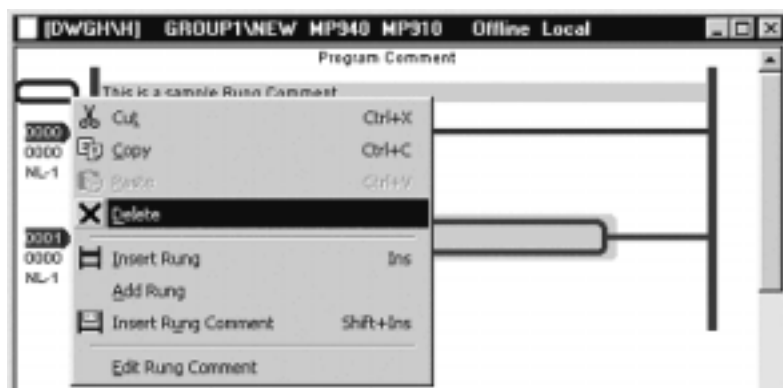 [DWGH\H] GROUP1\NEW MP940 MP910 Offline Local
Program Comment
This is a sample Rung Comment
Cut Ctrl+X
0000
0000
Copy Ctrl+C
NL-1
Paste Ctrl+V
Delete
0001
0000
Insert Rung Ins
NL-1
Add Rung
Insert Rung Comment Shift+Ins
Edit Rung Comment